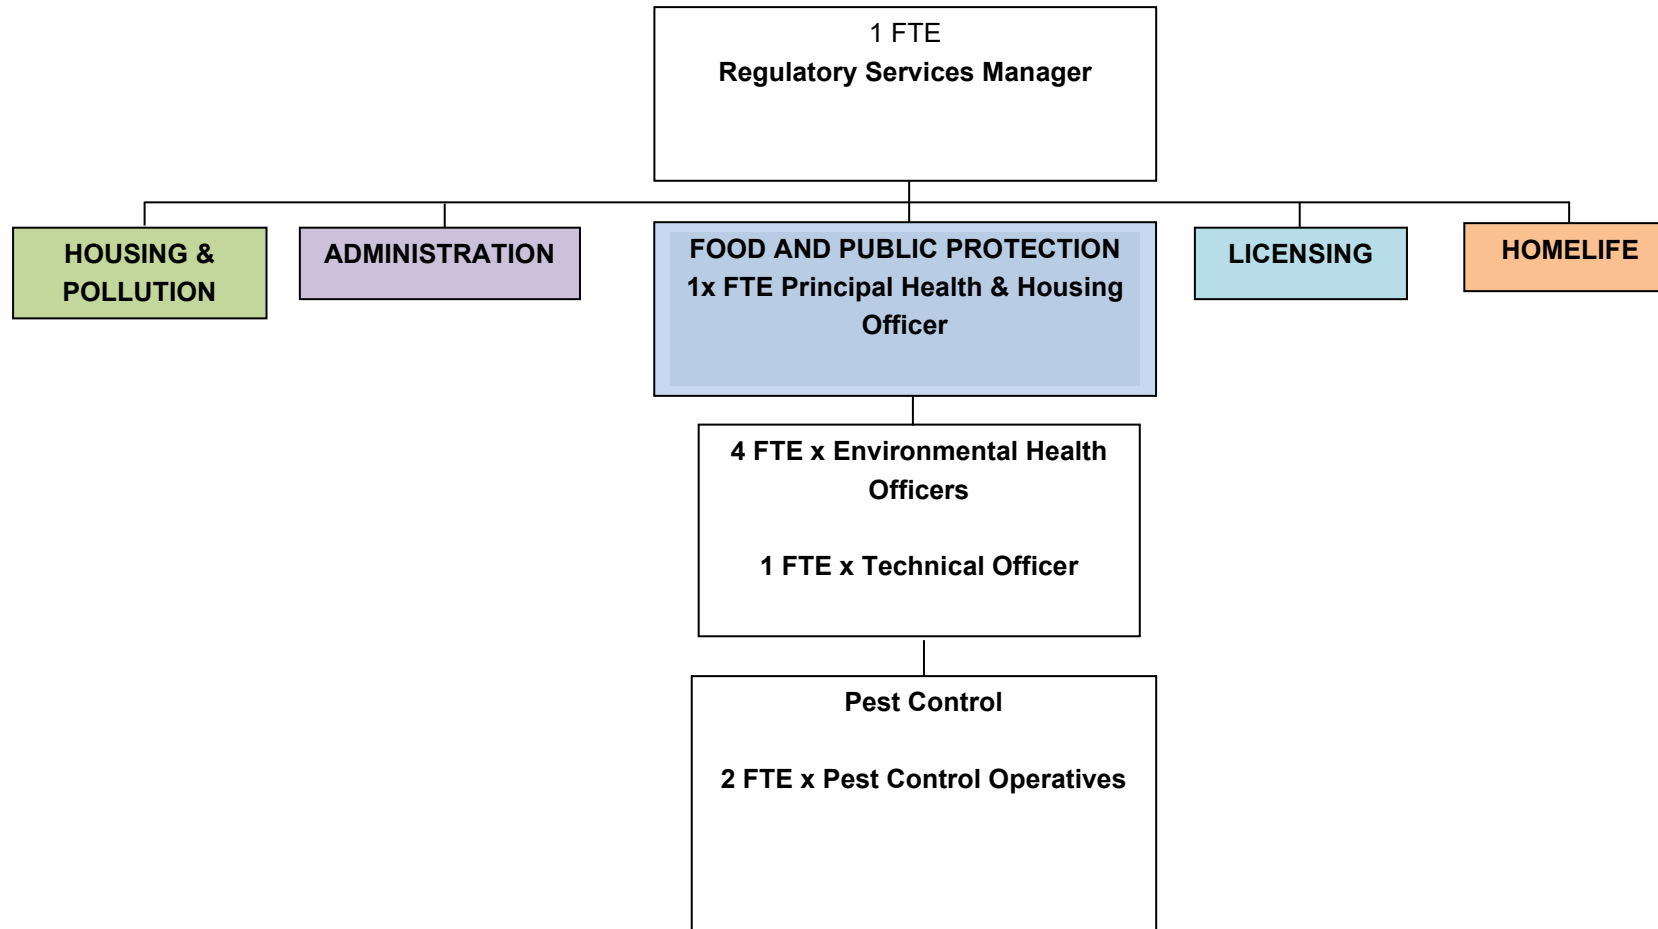 1 FTE
Regulatory Services Manager
HOUSING &
POLLUTION
ADMINISTRATION
FOOD AND PUBLIC PROTECTION
1x FTE Principal Health & Housing
Officer
LICENSING
HOMELIFE
4 FTE x Environmental Health
Officers
1 FTE x Technical Officer
Pest Control
2 FTE x Pest Control Operatives